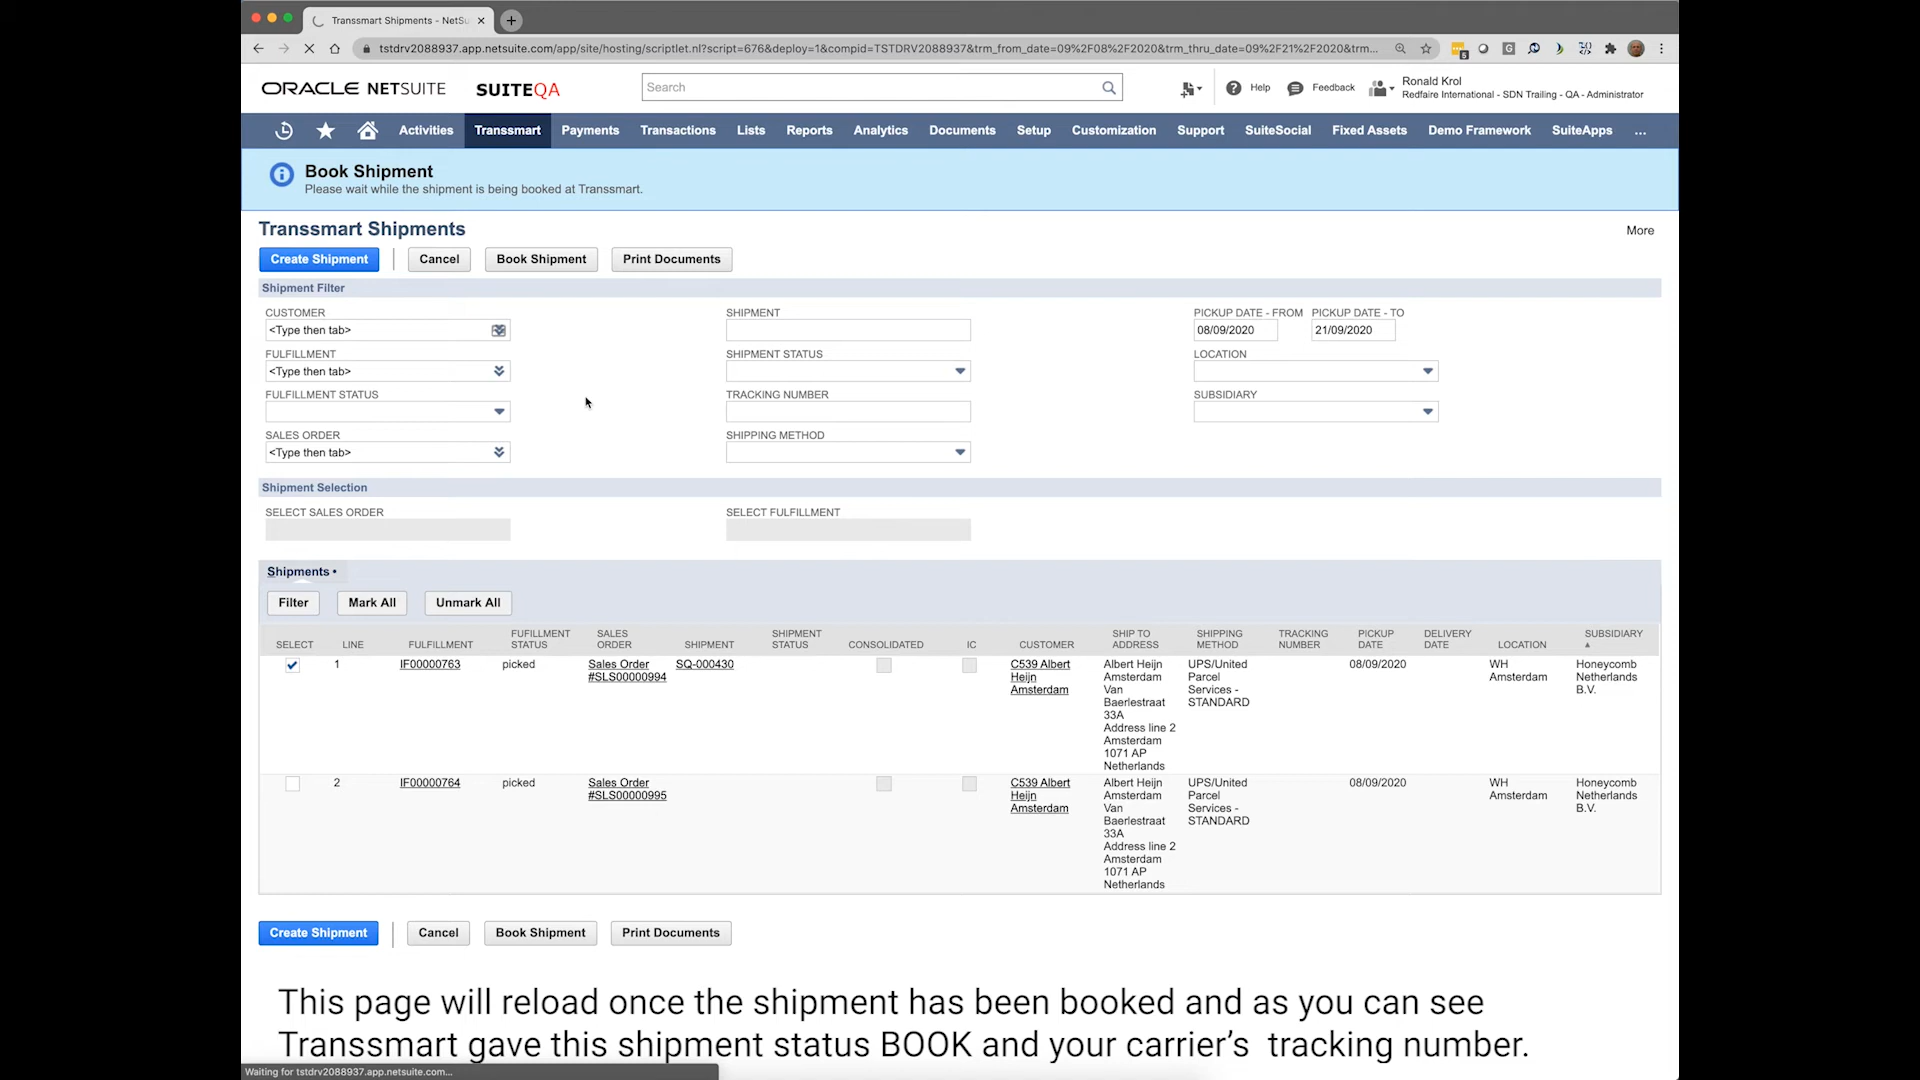 Transsmart Shipments - NetSu
tstdrv2088937.app.netsuite.com/app/site/hosting/scriptlet.nl?script=676&deploy=1&compid=TSTDRV2088937&trm_from_date=09%2F08%2F2020&trm_thru_date=09%2F21%2F2020&trm...
ORACLE NETSUITE SUITEQA Search Help Feedback Ronald Krol
Redfaire International - SDN Trailing - QA - Administrator
Activities Transsmart Payments Transactions Lists Reports Analytics Documents Setup Customization Support SuiteSocial Fixed Assets Demo Framework SuiteApps ...
Book Shipment
Please wait while the shipment is being booked at Transsmart.
Transsmart Shipments More
Create Shipment Cancel Book Shipment Print Documents
Shipment Filter
CUSTOMER SHIPMENT PICKUP DATE - FROM PICKUP DATE - TO
<Type then tab> 08/09/2020 21/09/2020
FULFILLMENT SHIPMENT STATUS LOCATION
<Type then tab>
FULFILLMENT STATUS TRACKING NUMBER SUBSIDIARY
SALES ORDER SHIPPING METHOD
<Type then tab>
Shipment Selection
SELECT SALES ORDER SELECT FULFILLMENT
Shipments •
Filter Mark All Unmark All
SELECT LINE FULFILLMENT FUFILLMENT STATUS SALES ORDER SHIPMENT SHIPMENT STATUS CONSOLIDATED IC CUSTOMER SHIP TO ADDRESS SHIPPING METHOD TRACKING NUMBER PICKUP DATE DELIVERY DATE LOCATION SUBSIDIARY
1 IF00000763 picked Sales Order SQ-000430 C539 Albert Albert Heijn UPS/United 08/09/2020 WH Honeycomb
#SLS00000994 Heijn Amsterdam Parcel Amsterdam Netherlands
Amsterdam Van Services - B.V.
Baerlestraat STANDARD
33A
Address line 2
Amsterdam
1071 AP
Netherlands
2 IF00000764 picked Sales Order C539 Albert Albert Heijn UPS/United 08/09/2020 WH Honeycomb
#SLS00000995 Heijn Amsterdam Parcel Amsterdam Netherlands
Amsterdam Van Services - B.V.
Baerlestraat STANDARD
33A
Address line 2
Amsterdam
1071 AP
Netherlands
Create Shipment Cancel Book Shipment Print Documents
This page will reload once the shipment has been booked and as you can see
Transsmart gave this shipment status BOOK and your carrier's tracking number.
Waiting for tstdrv2088937.app.netsuite.com...